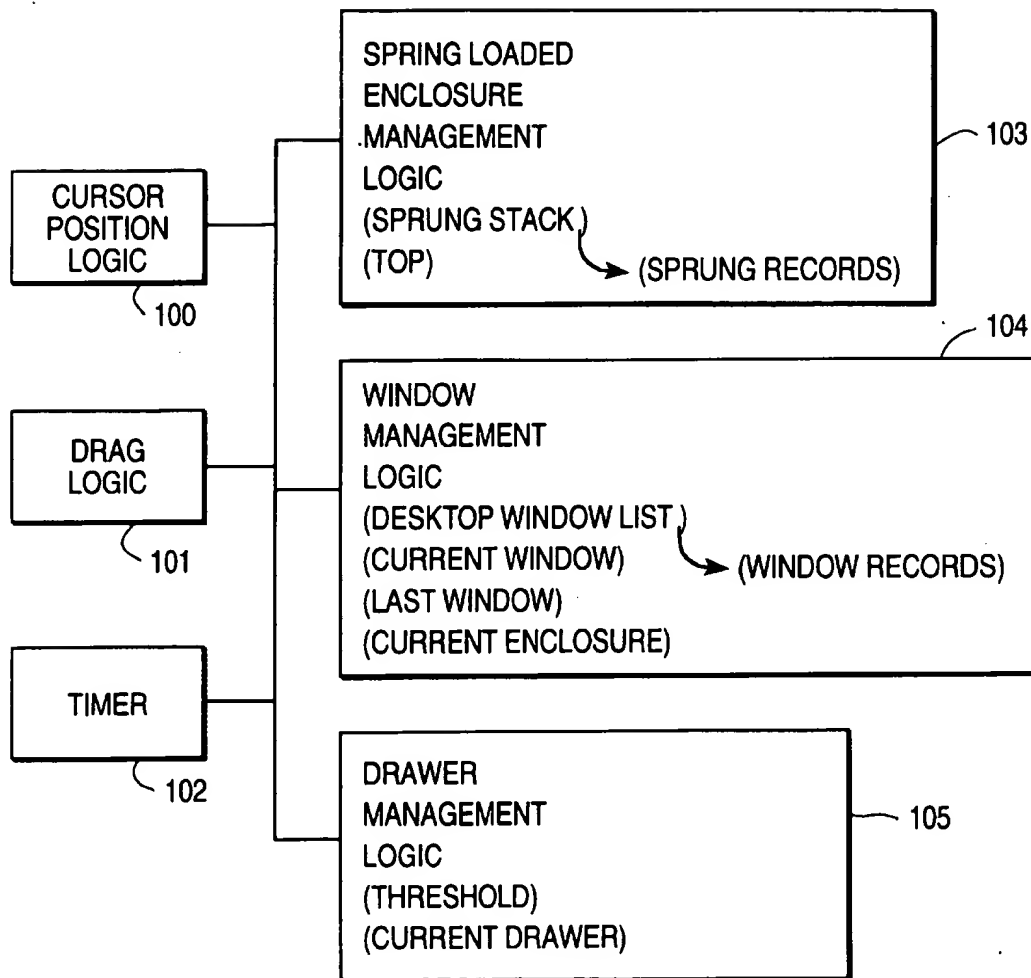 CURSOR
POSITION
LOGIC
100
DRAG
LOGIC
101
TIMER
102
SPRING LOADED
ENCLOSURE
MANAGEMENT
LOGIC
(SPRUNG STACK)
(TOP)
(SPRUNG RECORDS)
103
104
WINDOW
MANAGEMENT
LOGIC
(DESKTOP WINDOW LIST)
(CURRENT WINDOW)
(WINDOW RECORDS)
(LAST WINDOW)
(CURRENT ENCLOSURE)
DRAWER
MANAGEMENT
LOGIC
(THRESHOLD)
(CURRENT DRAWER)
105